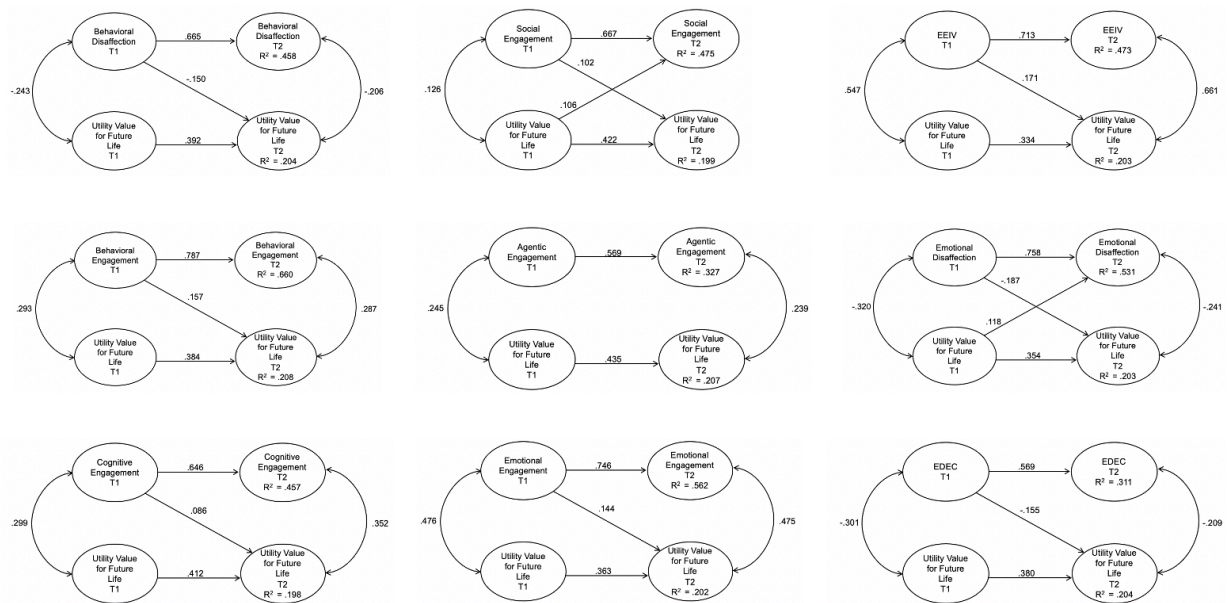 Behavioral
Disaffection
T1
.665
Behavioral
Disaffection
T2
R² = .458
-.150
-.243
-.206
Utility Value
for Future
Life
T1
.392
Utility Value
for Future
Life
T2
R² = .204
Social
Engagement
T1
.667
Social
Engagement
T2
R² = .475
.102
.126
.106
Utility Value
for Future
Life
T1
.422
Utility Value
for Future
Life
T2
R² = .199
EEIV
T1
.713
EEIV
T2
R² = .473
.171
.547
.661
Utility Value
for Future
Life
T1
.334
Utility Value
for Future
Life
T2
R² = .203
Behavioral
Engagement
T1
.787
Behavioral
Engagement
T2
R² = .660
.157
.293
.287
Utility Value
for Future
Life
T1
.384
Utility Value
for Future
Life
T2
R² = .208
Agentic
Engagement
T1
.569
Agentic
Engagement
T2
R² = .327
.245
.239
Utility Value
for Future
Life
T1
.435
Utility Value
for Future
Life
T2
R² = .207
Emotional
Disaffection
T1
.758
Emotional
Disaffection
T2
R² = .531
-.187
-.320
-.241
.118
Utility Value
for Future
Life
T1
.354
Utility Value
for Future
Life
T2
R² = .203
Cognitive
Engagement
T1
.646
Cognitive
Engagement
T2
R² = .457
.086
.299
.352
Utility Value
for Future
Life
T1
.412
Utility Value
for Future
Life
T2
R² = .198
Emotional
Engagement
T1
.746
Emotional
Engagement
T2
R² = .562
.144
.476
.475
Utility Value
for Future
Life
T1
.363
Utility Value
for Future
Life
T2
R² = .202
EDEC
T1
.569
EDEC
T2
R² = .311
-.155
-.301
-.209
Utility Value
for Future
Life
T1
.380
Utility Value
for Future
Life
T2
R² = .204